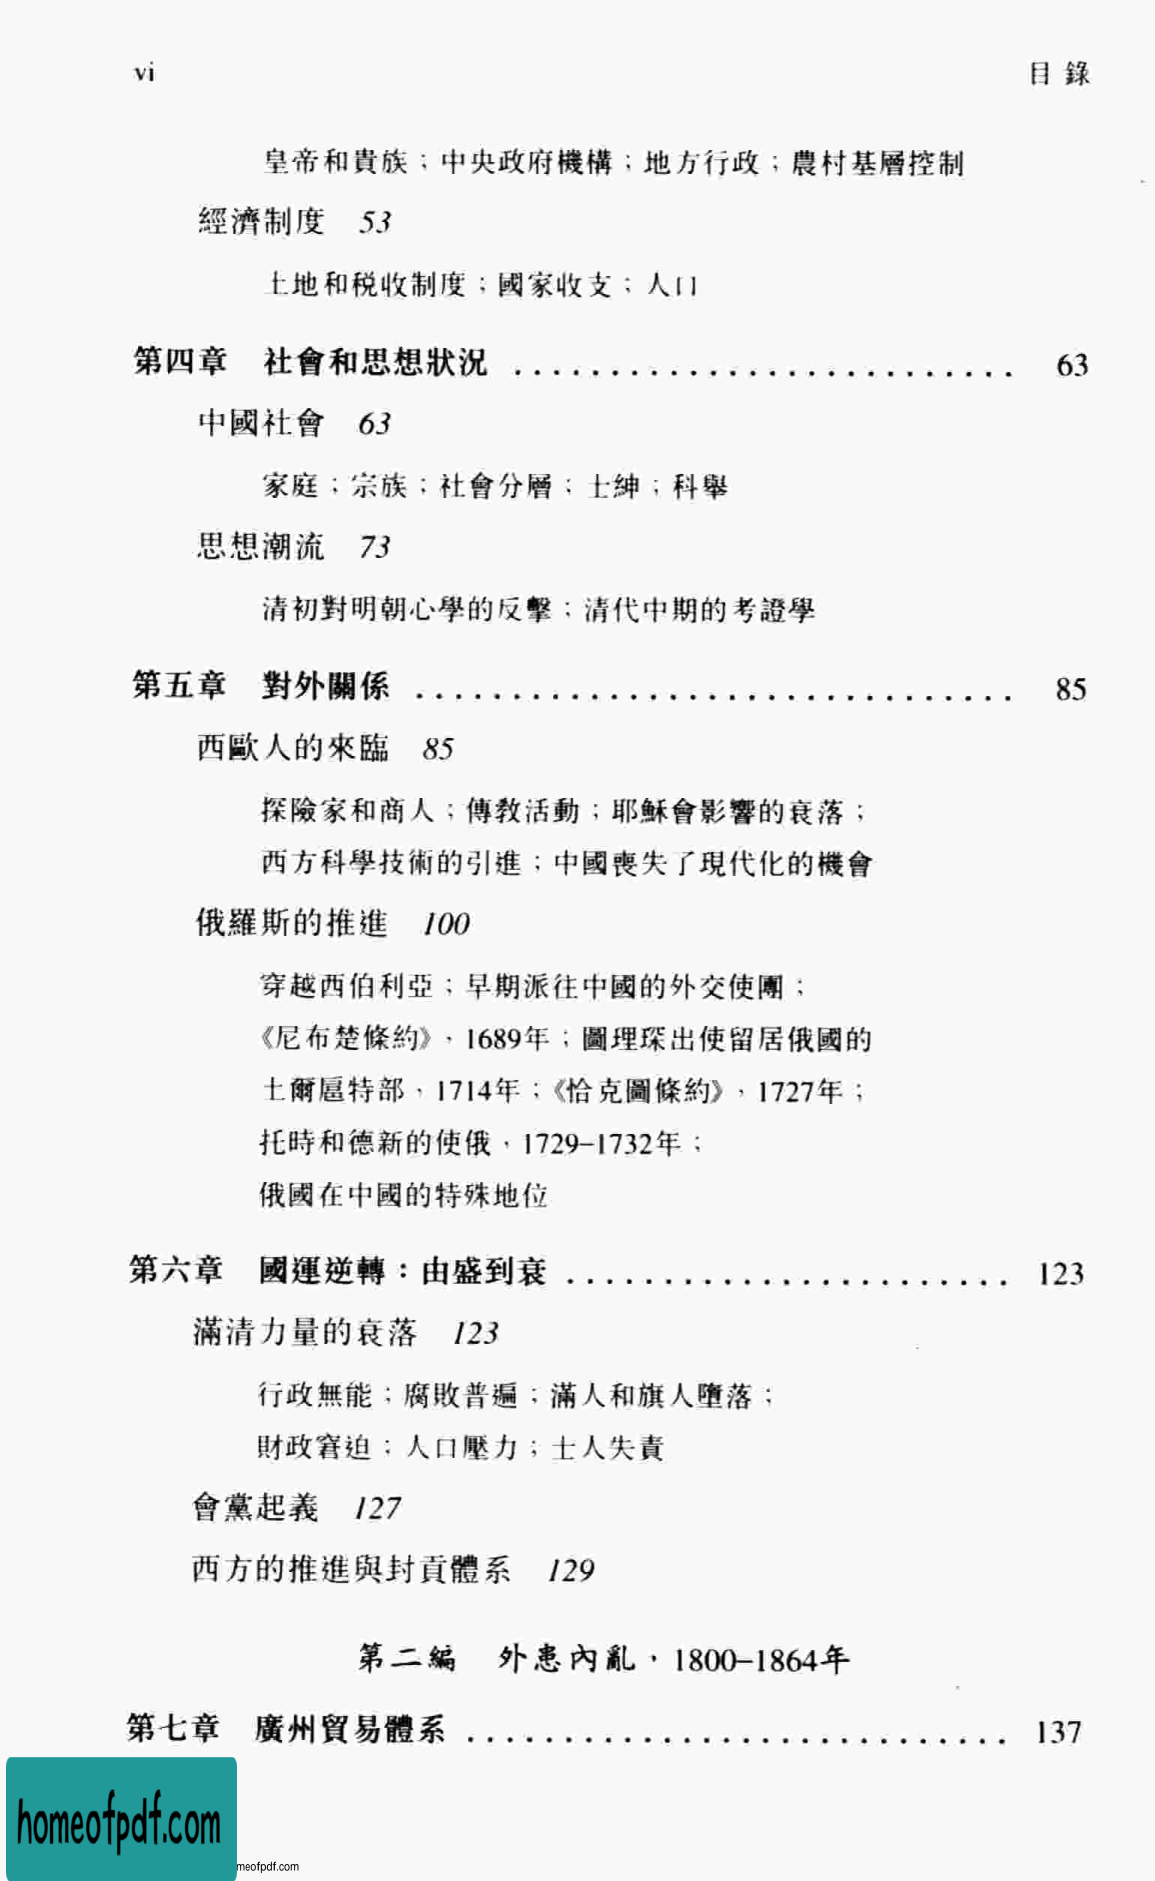 vi 目錄
皇帝和貴族；中央政府機構；地方行政；農村基層控制
經濟制度 53
土地和稅收制度；國家收支；人口
第四章 社會和思想狀況 .......................... 63
中國社會 63
家庭；宗族；社會分層；士紳；科舉
思想潮流 73
清初對明朝心學的反擊；清代中期的考證學
第五章 對外關係 ............................... 85
西歐人的來臨 85
探險家和商人；傳教活動；耶穌會影響的衰落；
西方科學技術的引進；中國喪失了現代化的機會
俄羅斯的推進 100
穿越西伯利亞；早期派往中國的外交使團；
《尼布楚條約》，1689年；圖理琛出使留居俄國的
土爾扈特部，1714年；《恰克圖條約》，1727年；
托時和德新的使俄，1729–1732年；
俄國在中國的特殊地位
第六章 國運逆轉：由盛到衰 ....................... 123
滿清力量的衰落 123
行政無能；腐敗普遍；滿人和旗人墮落；
財政窘迫；人口壓力；士人失責
會黨起義 127
西方的推進與封貢體系 129
第二編 外患內亂，1800–1864年
第七章 廣州貿易體系 ............................ 137
homeofpdf.com
meofpdf.com